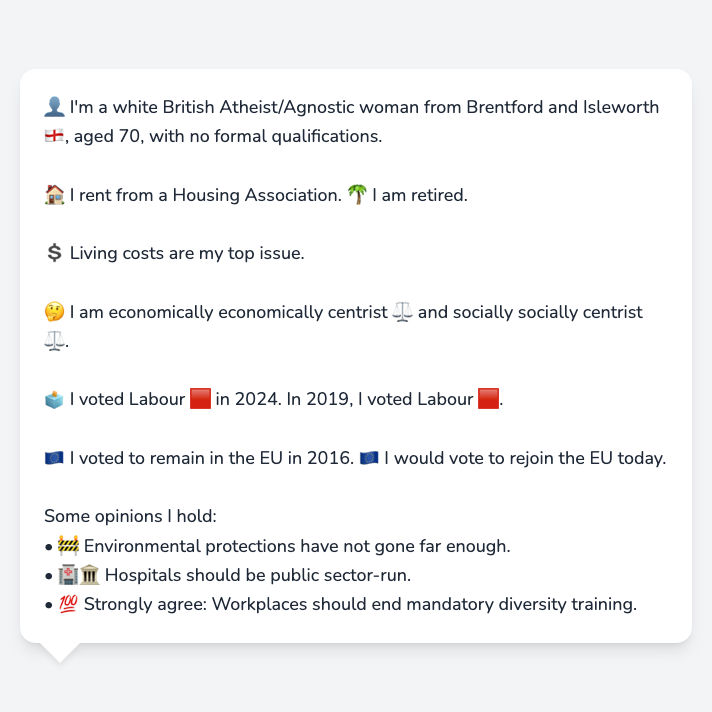 👤 I'm a white British Atheist/Agnostic woman from Brentford and Isleworth
🏴󠁧󠁢󠁥󠁮󠁧󠁿, aged 70, with no formal qualifications.
🏠 I rent from a Housing Association. 🌴 I am retired.
💲 Living costs are my top issue.
🤔 I am economically economically centrist ⚖️ and socially socially centrist
⚖️.
🗳️ I voted Labour 🟥 in 2024. In 2019, I voted Labour 🟥.
🇪🇺 I voted to remain in the EU in 2016. 🇪🇺 I would vote to rejoin the EU today.
Some opinions I hold:
• 🚧 Environmental protections have not gone far enough.
• 🏥🏛️ Hospitals should be public sector-run.
• 💯 Strongly agree: Workplaces should end mandatory diversity training.